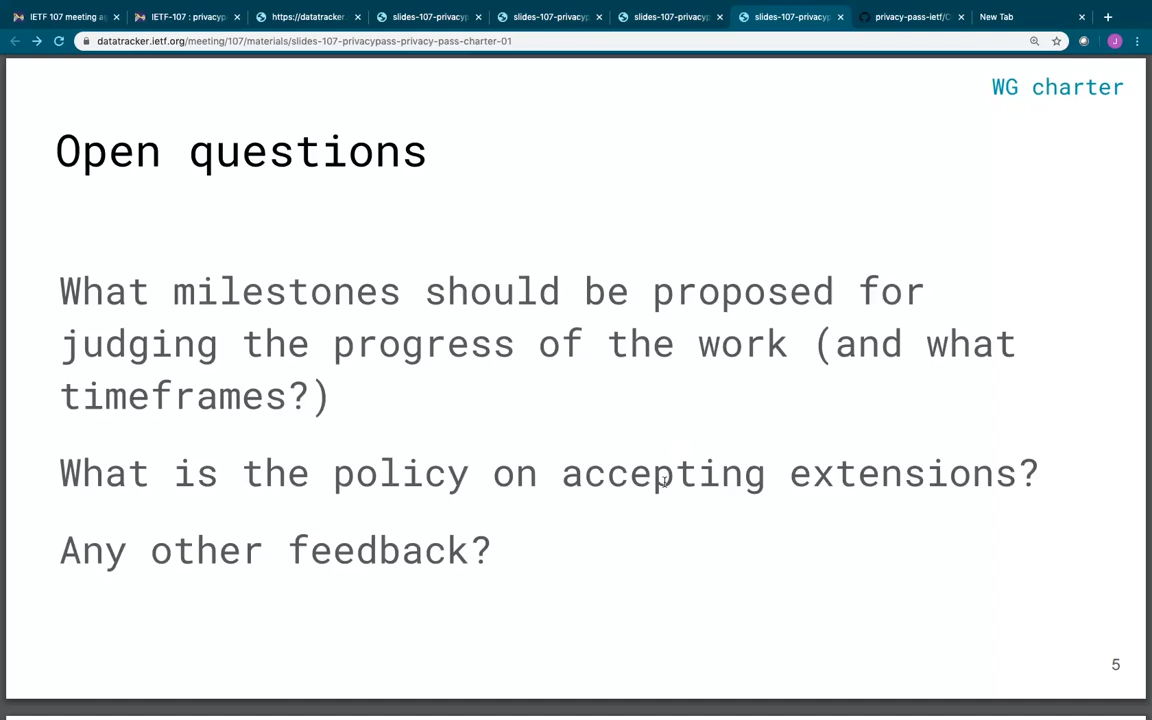 IETF 107 meeting a
IETF-107 : privacyp
https://datatracker.
slides-107-privacyp
slides-107-privacyp
slides-107-privacyp
slides-107-privacyp
privacy-pass-ietf/C
New Tab
datatracker.ietf.org/meeting/107/materials/slides-107-privacypass-privacy-pass-charter-01
J
WG charter
Open questions
What milestones should be proposed for
judging the progress of the work (and what
timeframes?)
What is the policy on accepting extensions?
Any other feedback?
5